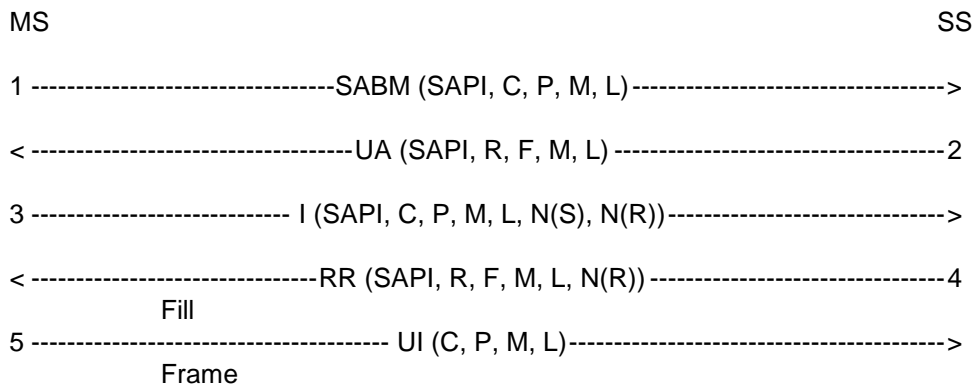 MS SS
1 ----------------------------------SABM (SAPI, C, P, M, L)----------------------------------->
< ------------------------------------UA (SAPI, R, F, M, L) -------------------------------------2
3 ----------------------------- I (SAPI, C, P, M, L, N(S), N(R))------------------------------->
< --------------------------------RR (SAPI, R, F, M, L, N(R)) ---------------------------------4
Fill
5 ---------------------------------------- UI (C, P, M, L)------------------------------------------>
Frame